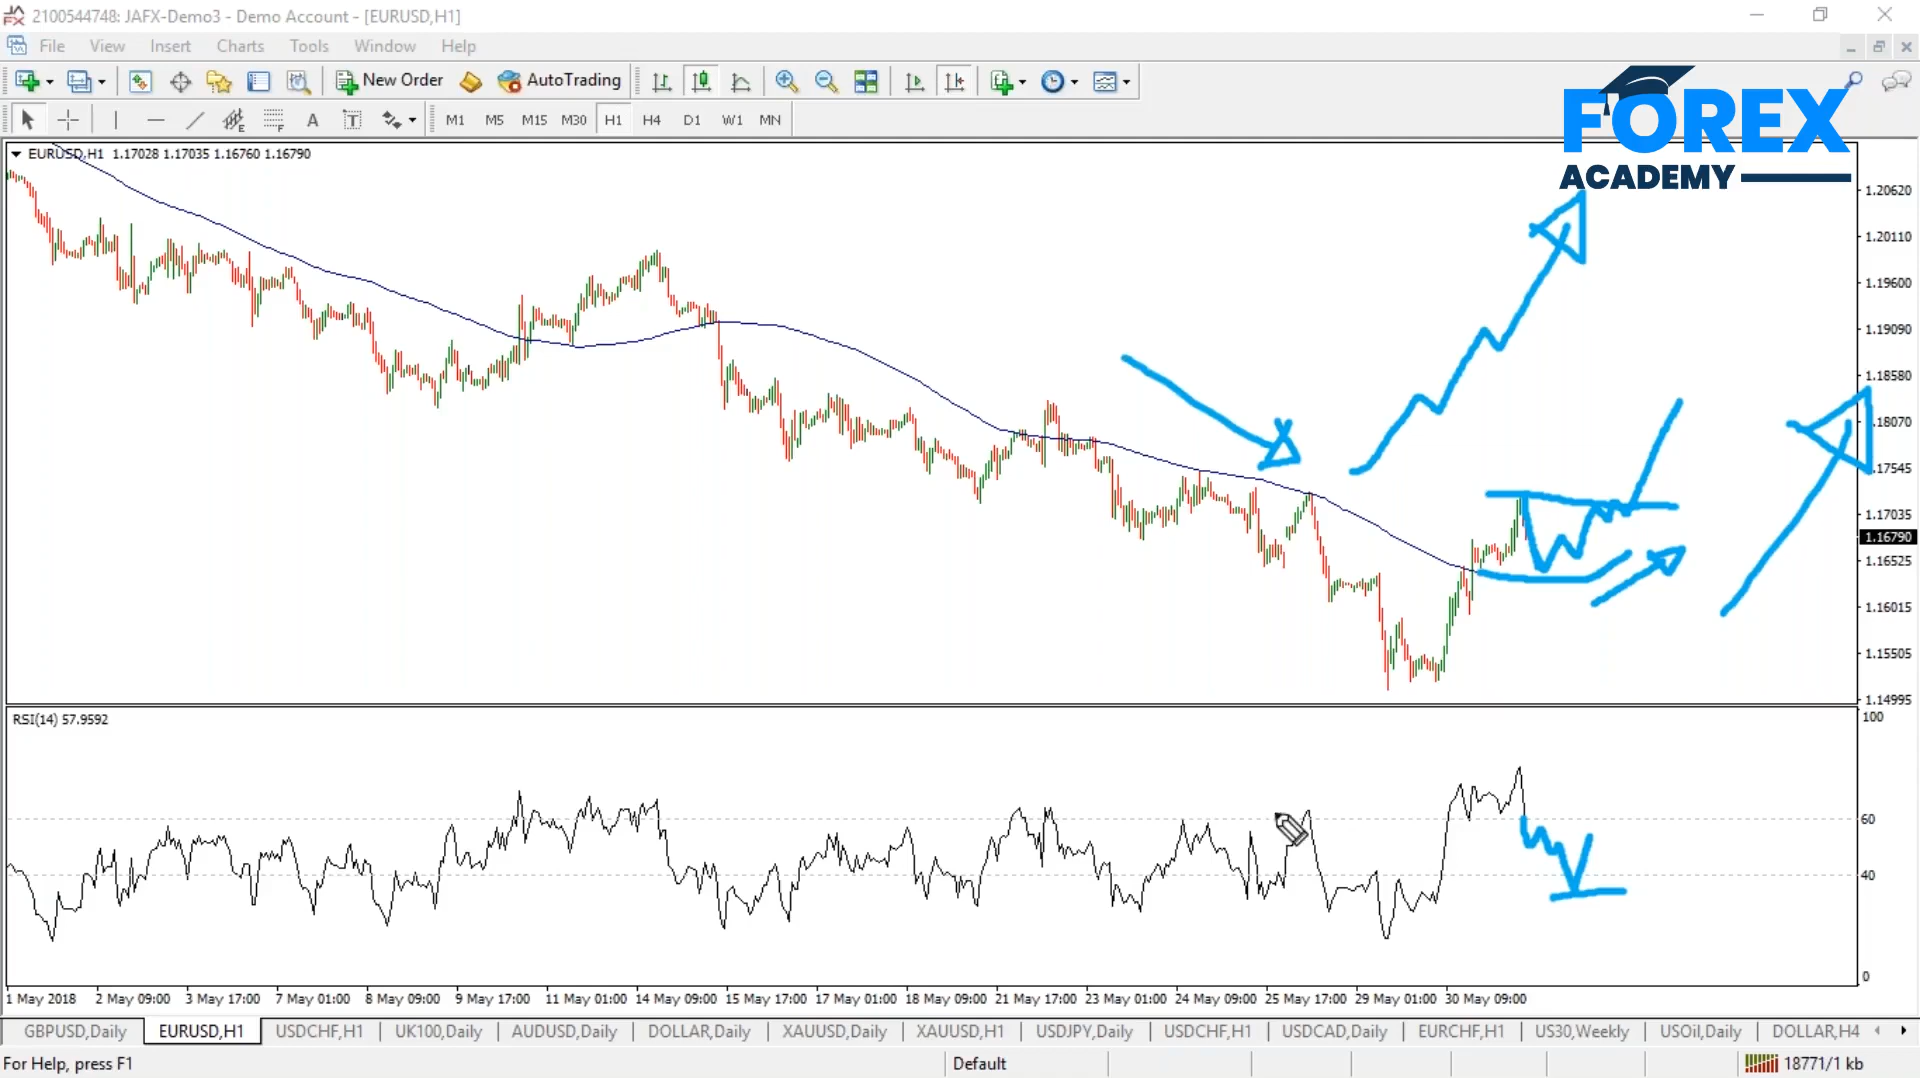 2100544748: JAFX-Demo3 - Demo Account - [EURUSD,H1]
File View Insert Charts Tools Window Help
New Order AutoTrading
M1 M5 M15 M30 H1 H4 D1 W1 MN
FOREX
ACADEMY
EURUSD,H1 1.17028 1.17035 1.16760 1.16790
1.20620
1.20110
1.19600
1.19090
1.18580
1.18070
1.17545
1.17035
1.16790
1.16525
1.16015
1.15505
1.14995
RSI(14) 57.9592
100
60
40
0
1 May 2018 2 May 09:00 3 May 17:00 7 May 01:00 8 May 09:00 9 May 17:00 11 May 01:00 14 May 09:00 15 May 17:00 17 May 01:00 18 May 09:00 21 May 17:00 23 May 01:00 24 May 09:00 25 May 17:00 29 May 01:00 30 May 09:00
GBPUSD,Daily EURUSD,H1 USDCHF,H1 UK100,Daily AUDUSD,Daily DOLLAR,Daily XAUUSD,Daily XAUUSD,H1 USDJPY,Daily USDCHF,H1 USDCAD,Daily EURCHF,H1 US30,Weekly USOil,Daily DOLLAR,H4
For Help, press F1 Default 18771/1 kb